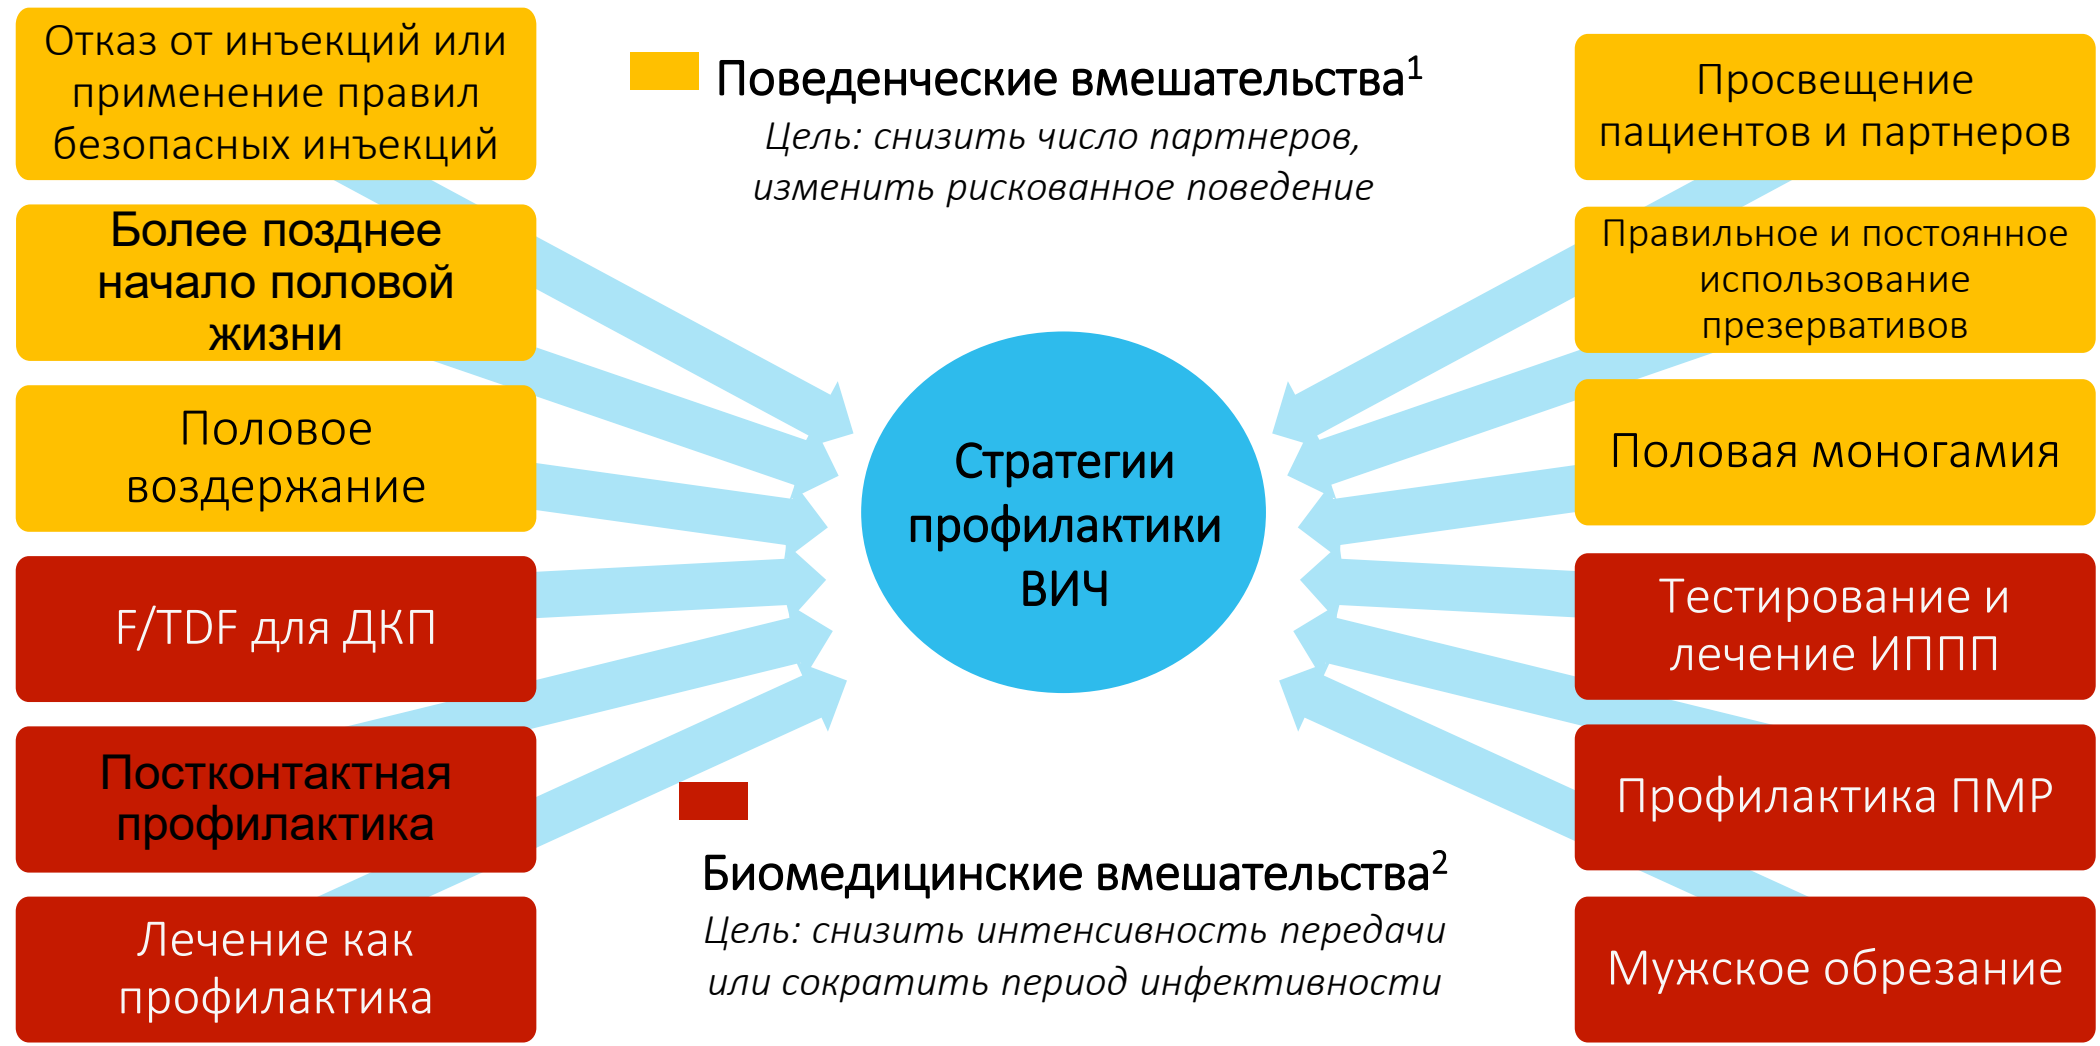 Отказ от инъекций или
применение правил
безопасных инъекций
Более позднее
начало половой
жизни
Половое
воздержание
F/TDF для ДКП
Постконтактная
профилактика
Лечение как
профилактика
Поведенческие вмешательства¹
Цель: снизить число партнеров,
изменить рискованное поведение
Стратегии
профилактики
ВИЧ
Биомедицинские вмешательства²
Цель: снизить интенсивность передачи
или сократить период инфективности
Просвещение
пациентов и партнеров
Правильное и постоянное
использование
презервативов
Половая моногамия
Тестирование и
лечение ИППП
Профилактика ПМР
Мужское обрезание